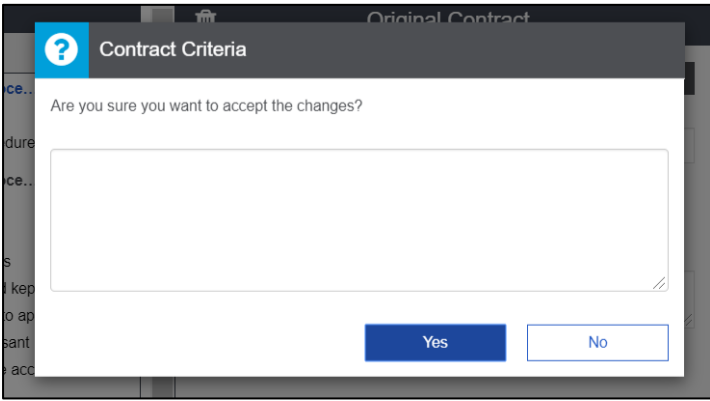 Original Contract
Contract Criteria
Are you sure you want to accept the changes?
Yes
No